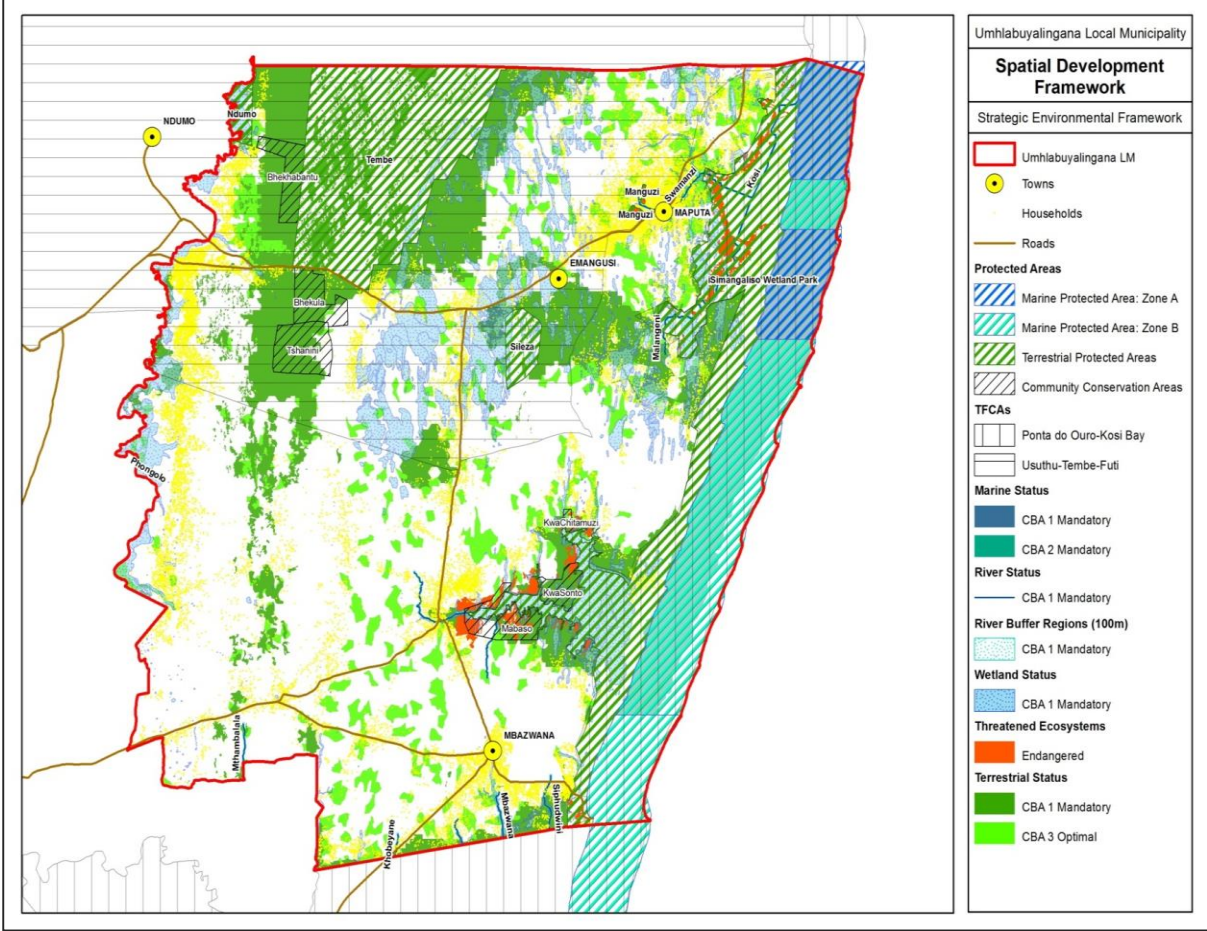 Umhlabuyalingana Local Municipality
Spatial Development
Framework
Strategic Environmental Framework
Umhlabuyalingana LM
Towns
Households
Roads
Protected Areas
Marine Protected Area: Zone A
Marine Protected Area: Zone B
Terrestrial Protected Areas
Community Conservation Areas
TFCAs
Ponta do Ouro-Kosi Bay
Usuthu-Tembe-Futi
Marine Status
CBA 1 Mandatory
CBA 2 Mandatory
River Status
CBA 1 Mandatory
River Buffer Regions (100m)
CBA 1 Mandatory
Wetland Status
CBA 1 Mandatory
Threatened Ecosystems
Endangered
Terrestrial Status
CBA 1 Mandatory
CBA 3 Optimal
NDUMO
Ndumo
Tembe
Bhekhabantu
Manguzi
Swamanzi
Kosi
Manguzi
MAPUTA
EMANGUSI
iSimangaliso Wetland Park
Bhekula
Tshanini
Sileza
Malangeni
Phongolo
KwaChitamuzi
KwaSonto
Mabaso
Mthambalala
MBAZWANA
Mbazwana
Siphudwini
Khobeyane